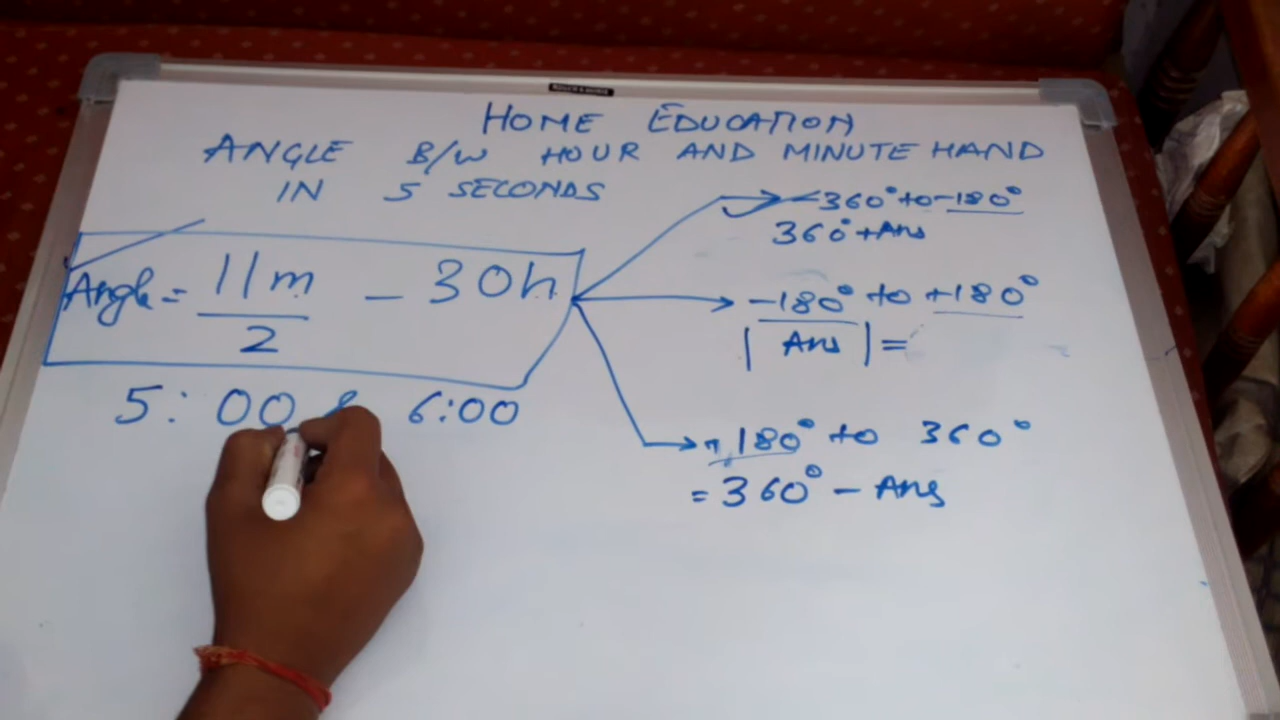 HOME EDUCATION
ANGLE B/W HOUR AND MINUTE HAND
IN 5 SECONDS
-360° to -180°
360° + Ans
Angle = 11m/2 - 30h
-180° to +180°
|Ans| =
+180° to 360°
= 360° - Ans
5:00 & 6:00